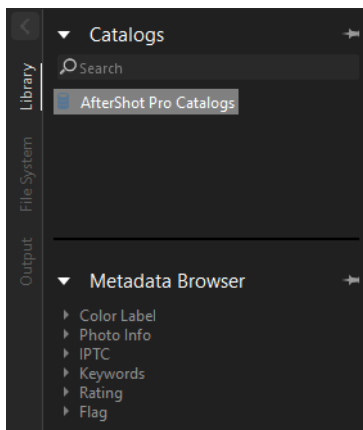 Catalogs
Search
AfterShot Pro Catalogs
Library
File System
Output
Metadata Browser
Color Label
Photo Info
IPTC
Keywords
Rating
Flag